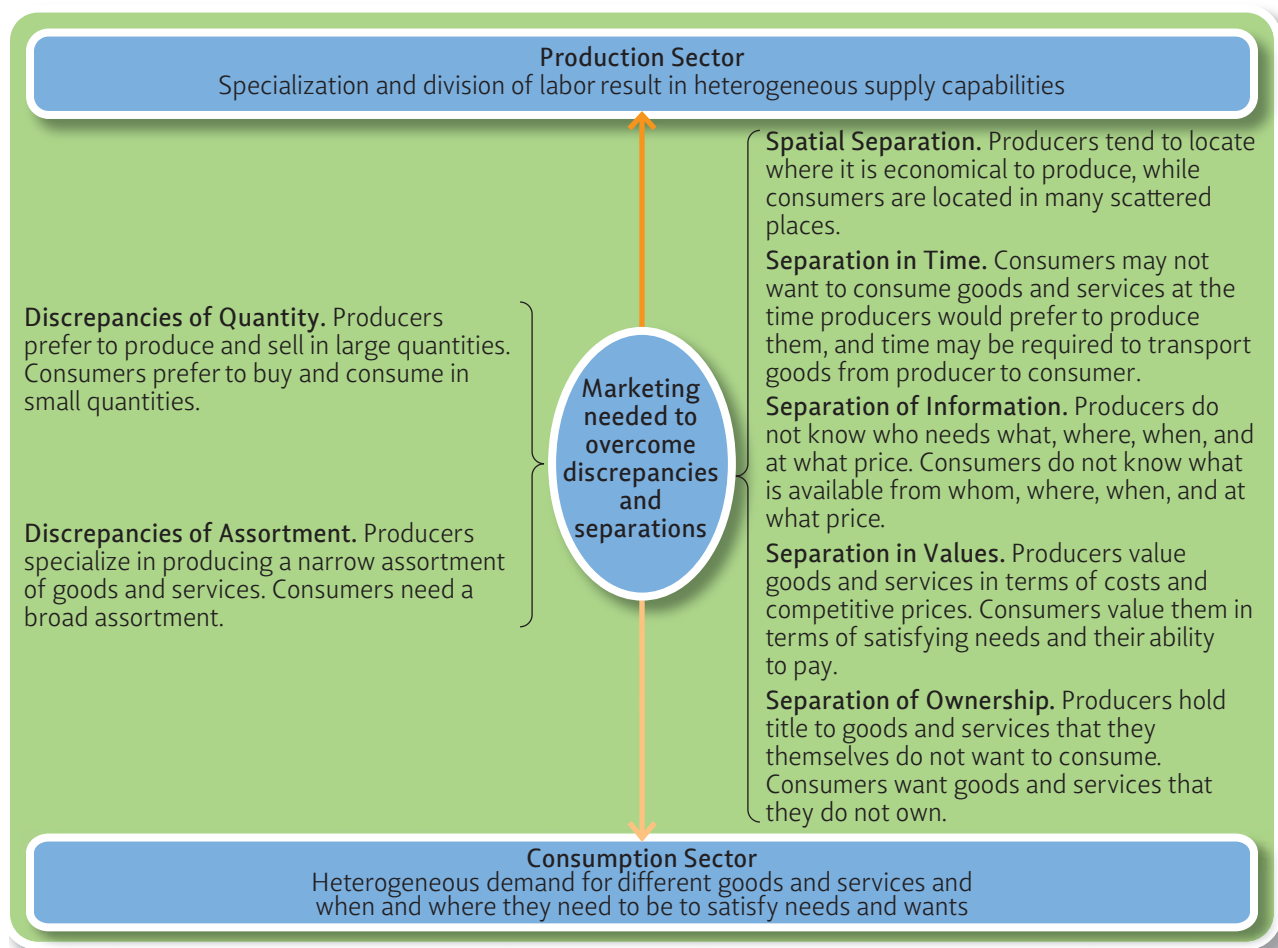 Production Sector
Specialization and division of labor result in heterogeneous supply capabilities
Discrepancies of Quantity. Producers
prefer to produce and sell in large quantities.
Consumers prefer to buy and consume in
small quantities.
Discrepancies of Assortment. Producers
specialize in producing a narrow assortment
of goods and services. Consumers need a
broad assortment.
Marketing
needed to
overcome
discrepancies
and
separations
Spatial Separation. Producers tend to locate
where it is economical to produce, while
consumers are located in many scattered
places.
Separation in Time. Consumers may not
want to consume goods and services at the
time producers would prefer to produce
them, and time may be required to transport
goods from producer to consumer.
Separation of Information. Producers do
not know who needs what, where, when, and
at what price. Consumers do not know what
is available from whom, where, when, and at
what price.
Separation in Values. Producers value
goods and services in terms of costs and
competitive prices. Consumers value them in
terms of satisfying needs and their ability
to pay.
Separation of Ownership. Producers hold
title to goods and services that they
themselves do not want to consume.
Consumers want goods and services that
they do not own.
Consumption Sector
Heterogeneous demand for different goods and services and
when and where they need to be to satisfy needs and wants